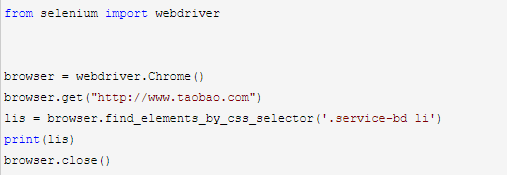 from selenium import webdriver
browser = webdriver.Chrome()
browser.get("http://www.taobao.com")
lis = browser.find_elements_by_css_selector('.service-bd li')
print(lis)
browser.close()